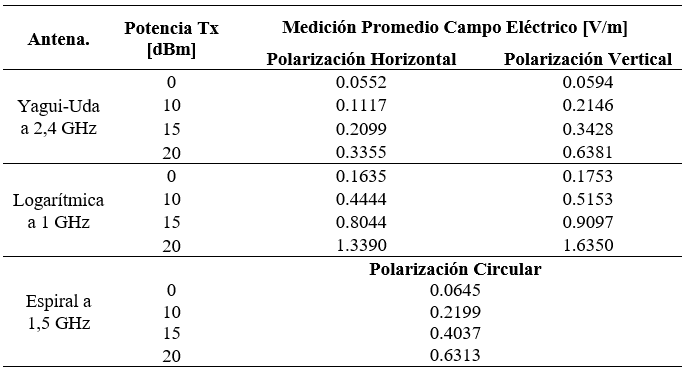 Antena. Potencia Tx [dBm] Medición Promedio Campo Eléctrico [V/m]
Polarización Horizontal Polarización Vertical
Yagui-Uda a 2,4 GHz
0 0.0552 0.0594
10 0.1117 0.2146
15 0.2099 0.3428
20 0.3355 0.6381
Logarítmica a 1 GHz
0 0.1635 0.1753
10 0.4444 0.5153
15 0.8044 0.9097
20 1.3390 1.6350
Polarización Circular
Espiral a 1,5 GHz
0 0.0645
10 0.2199
15 0.4037
20 0.6313